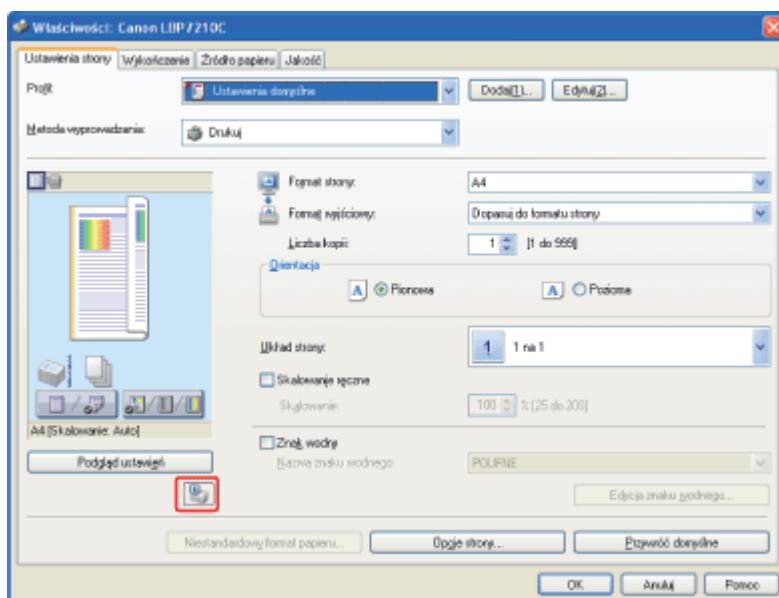 Właściwości: Canon LBP7210C
Ustawienia strony Wykończenie Źródło papieru Jakość
Profil: Ustawienia domyślne Dodaj(1)... Edytuj(2)...
Metoda wyprowadzania: Drukuj
Format strony: A4
Format wyjściowy: Dopasuj do formatu strony
Liczba kopii: 1 [1 do 999]
Orientacja
A Pionowa A Pozioma
Układ strony: 1 1 na 1
Skalowanie ręczne
Skalowanie: 100 % [25 do 200]
A4 [Skalowanie: Auto]
Znak wodny
Podgląd ustawień Nazwa znaku wodnego: POUFNE
Edycja znaku wodnego...
Niestandardowy format papieru... Opcje strony... Przywróć domyślne
OK Anuluj Pomoc